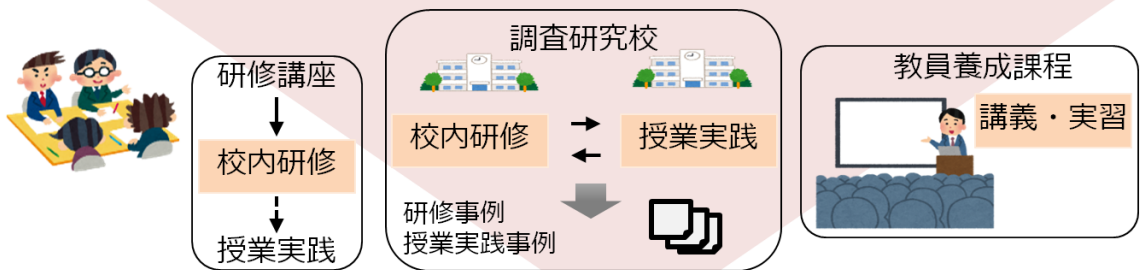 研修講座
校内研修
授業実践
調査研究校
校内研修
授業実践
研修事例
授業実践事例
教員養成課程
講義・実習